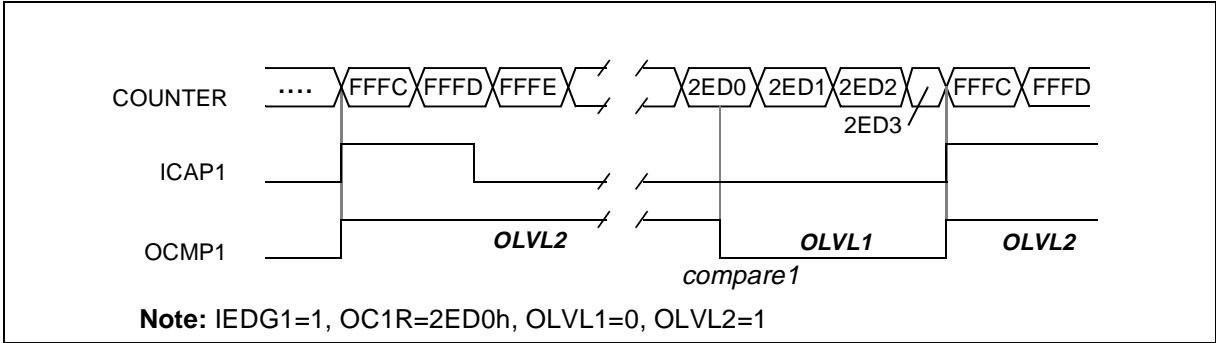 COUNTER .... FFFC FFFD FFFE 2ED0 2ED1 2ED2 FFFC FFFD
2ED3
ICAP1
OCMP1 OLVL2 OLVL1 OLVL2
compare1
Note: IEDG1=1, OC1R=2ED0h, OLVL1=0, OLVL2=1